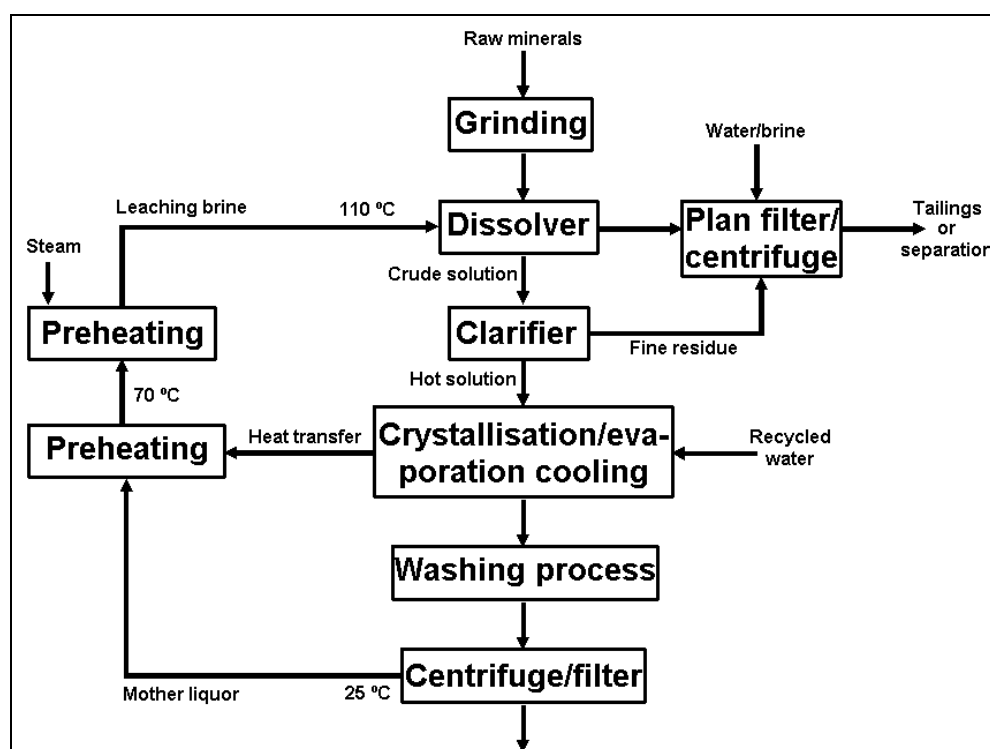 Raw minerals
Grinding
Water/brine
Leaching brine
110 ºC
Dissolver
Plan filter/
centrifuge
Tailings
or
separation
Steam
Crude solution
Preheating
Clarifier
Fine residue
70 ºC
Hot solution
Preheating
Heat transfer
Crystallisation/eva-
poration cooling
Recycled
water
Washing process
Centrifuge/filter
Mother liquor
25 ºC